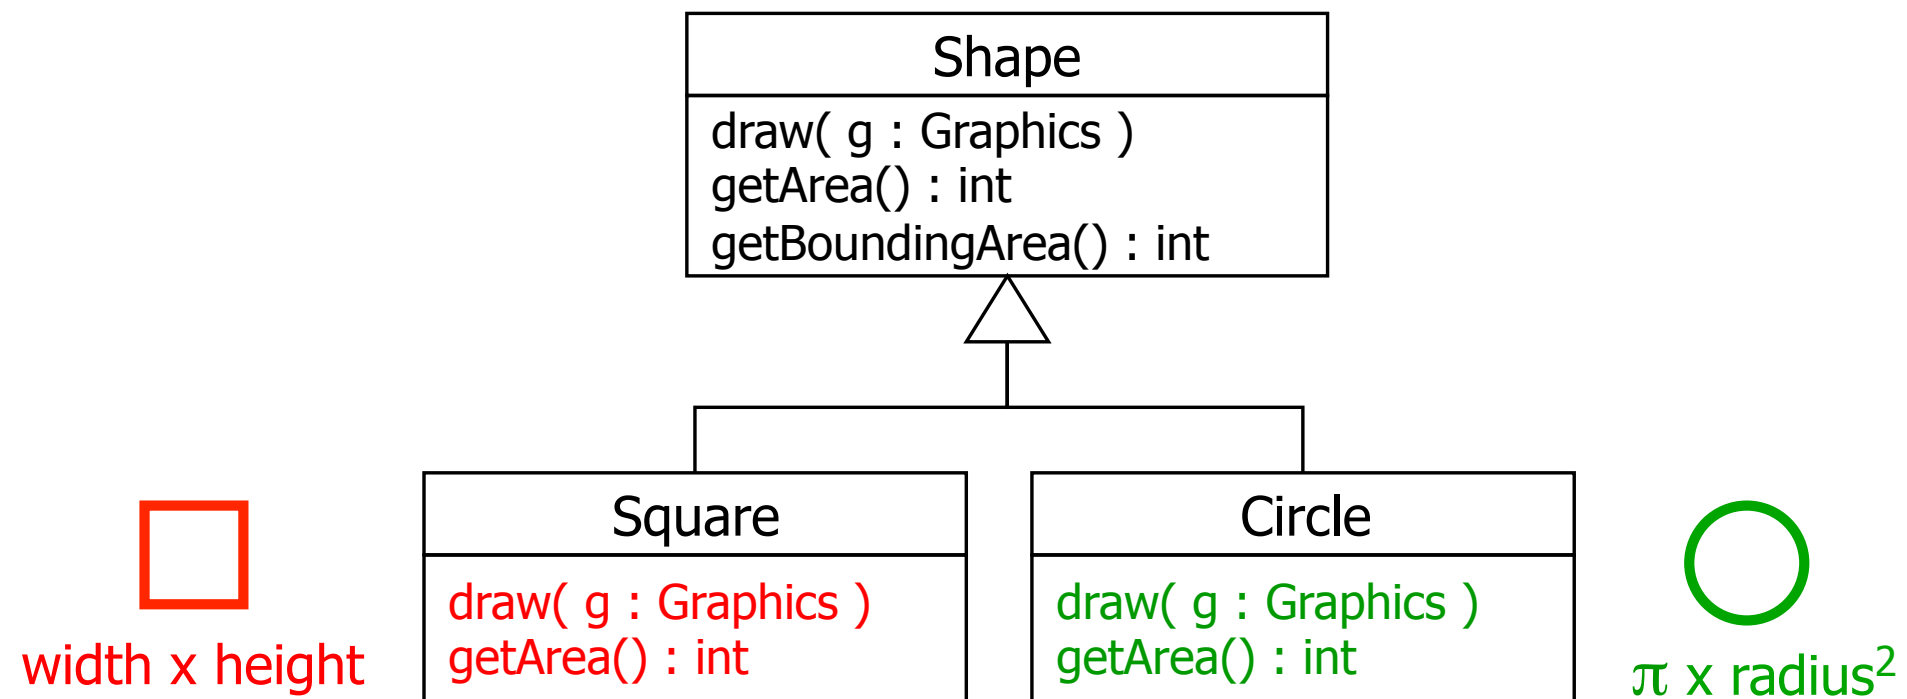 Shape
draw( g : Graphics )
getArea() : int
getBoundingArea() : int
Square
draw( g : Graphics )
getArea() : int
Circle
draw( g : Graphics )
getArea() : int
width x height
π x radius²